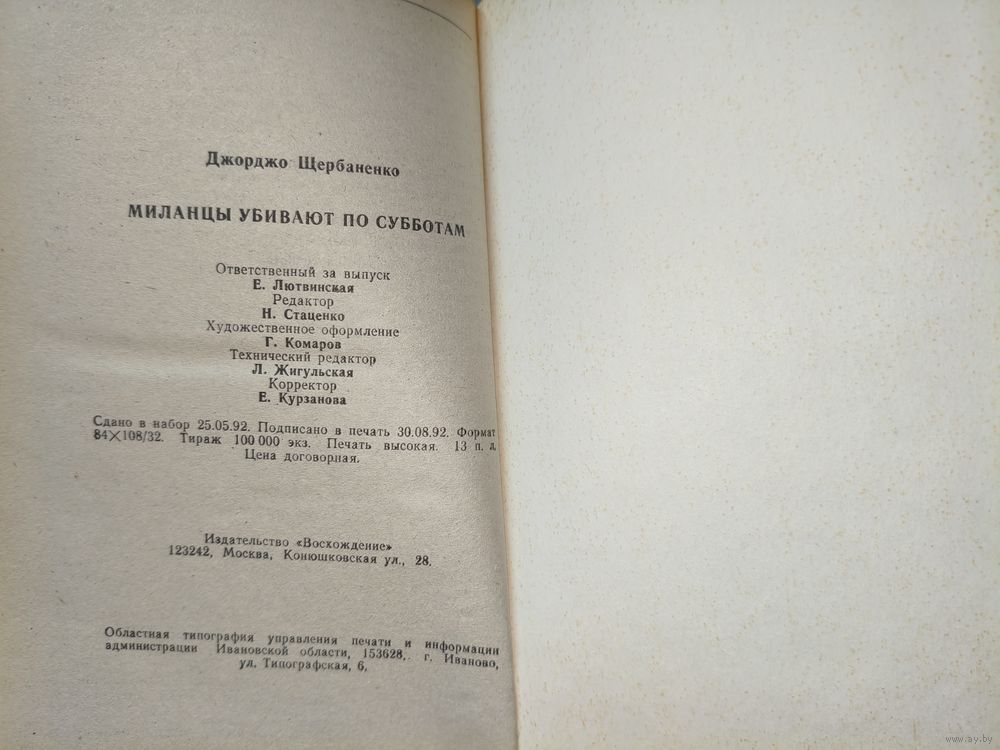 Джорджо Щербаненко
МИЛАНЦЫ УБИВАЮТ ПО СУББОТАМ
Ответственный за выпуск
Е. Лютвинская
Редактор
Н. Стаценко
Художественное оформление
Г. Комаров
Технический редактор
Л. Жигульская
Корректор
Е. Курзанова
Сдано в набор 25.05.92. Подписано в печать 30.08.92. Формат
84×108/32. Тираж 100 000 экз. Печать высокая. 13 п. л.
Цена договорная.
Издательство «Восхождение»
123242, Москва, Конюшковская ул., 28.
Областная типография управления печати и информации
администрации Ивановской области, 153628, г. Иваново,
ул. Типографская, 6.
www.ay.by